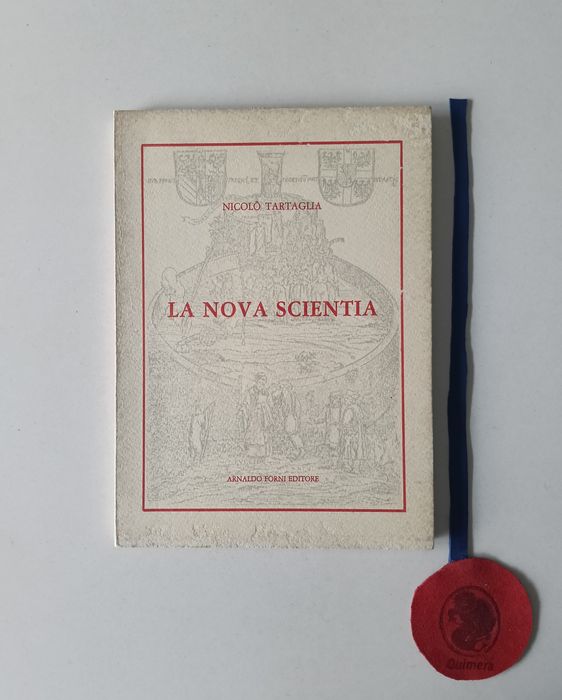 NICOLÒ TARTAGLIA
LA NOVA SCIENTIA
ARNALDO FORNI EDITORE
Quimera